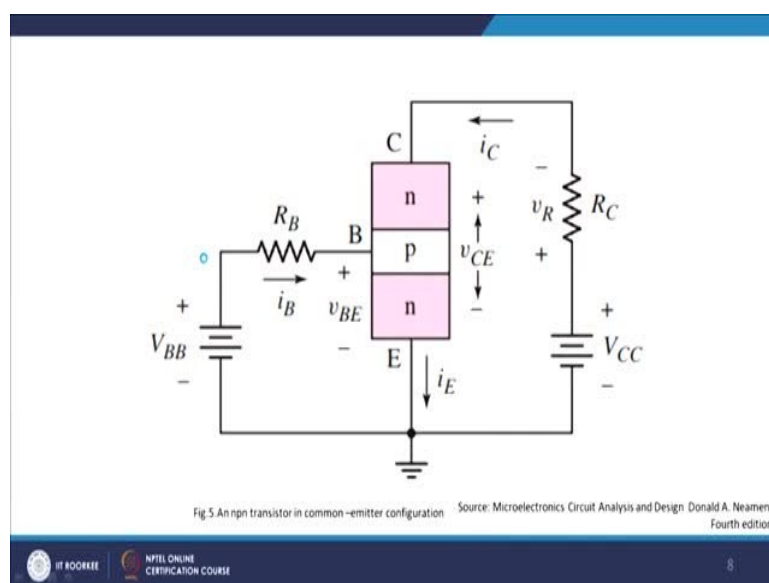 C
i_C
n
−
+
R_B
v_R
R_C
B
p
v_CE
+
+
i_B
v_BE
n
−
+
+
V_BB
−
E
V_CC
−
i_E
−
Fig.5.An npn transistor in common –emitter configuration
Source: Microelectronics Circuit Analysis and Design Donald A. Neamen
Fourth edition
IIT ROORKEE
NPTEL ONLINE
CERTIFICATION COURSE
8